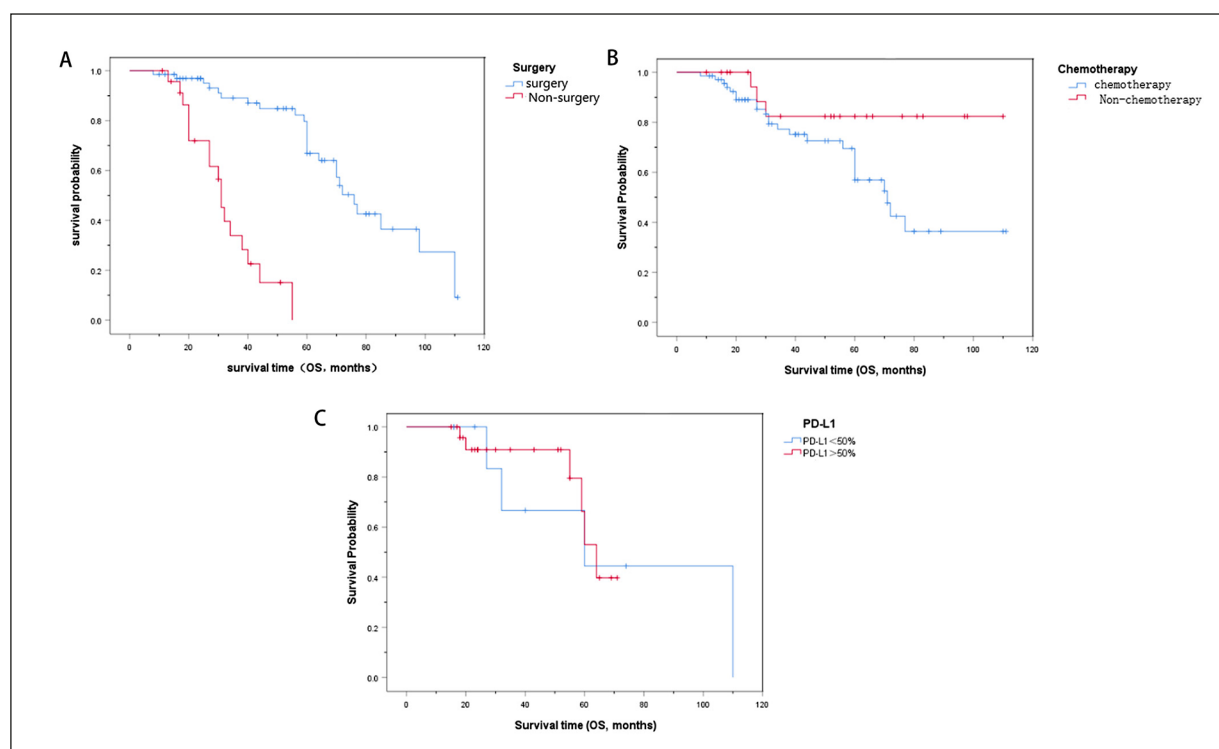 A
Surgery
surgery
Non-surgery
survival probability
1.0
0.8
0.6
0.4
0.2
0.0
0 20 40 60 80 100 120
survival time（OS，months）
B
Chemotherapy
chemotherapy
Non-chemotherapy
Survival Probability
1.0
0.8
0.6
0.4
0.2
0.0
0 20 40 60 80 100 120
Survival time (OS, months)
C
PD-L1
PD-L1＜50%
PD-L1＞50%
Survival Probability
1.0
0.8
0.6
0.4
0.2
0.0
0 20 40 60 80 100 120
Survival time (OS, months)